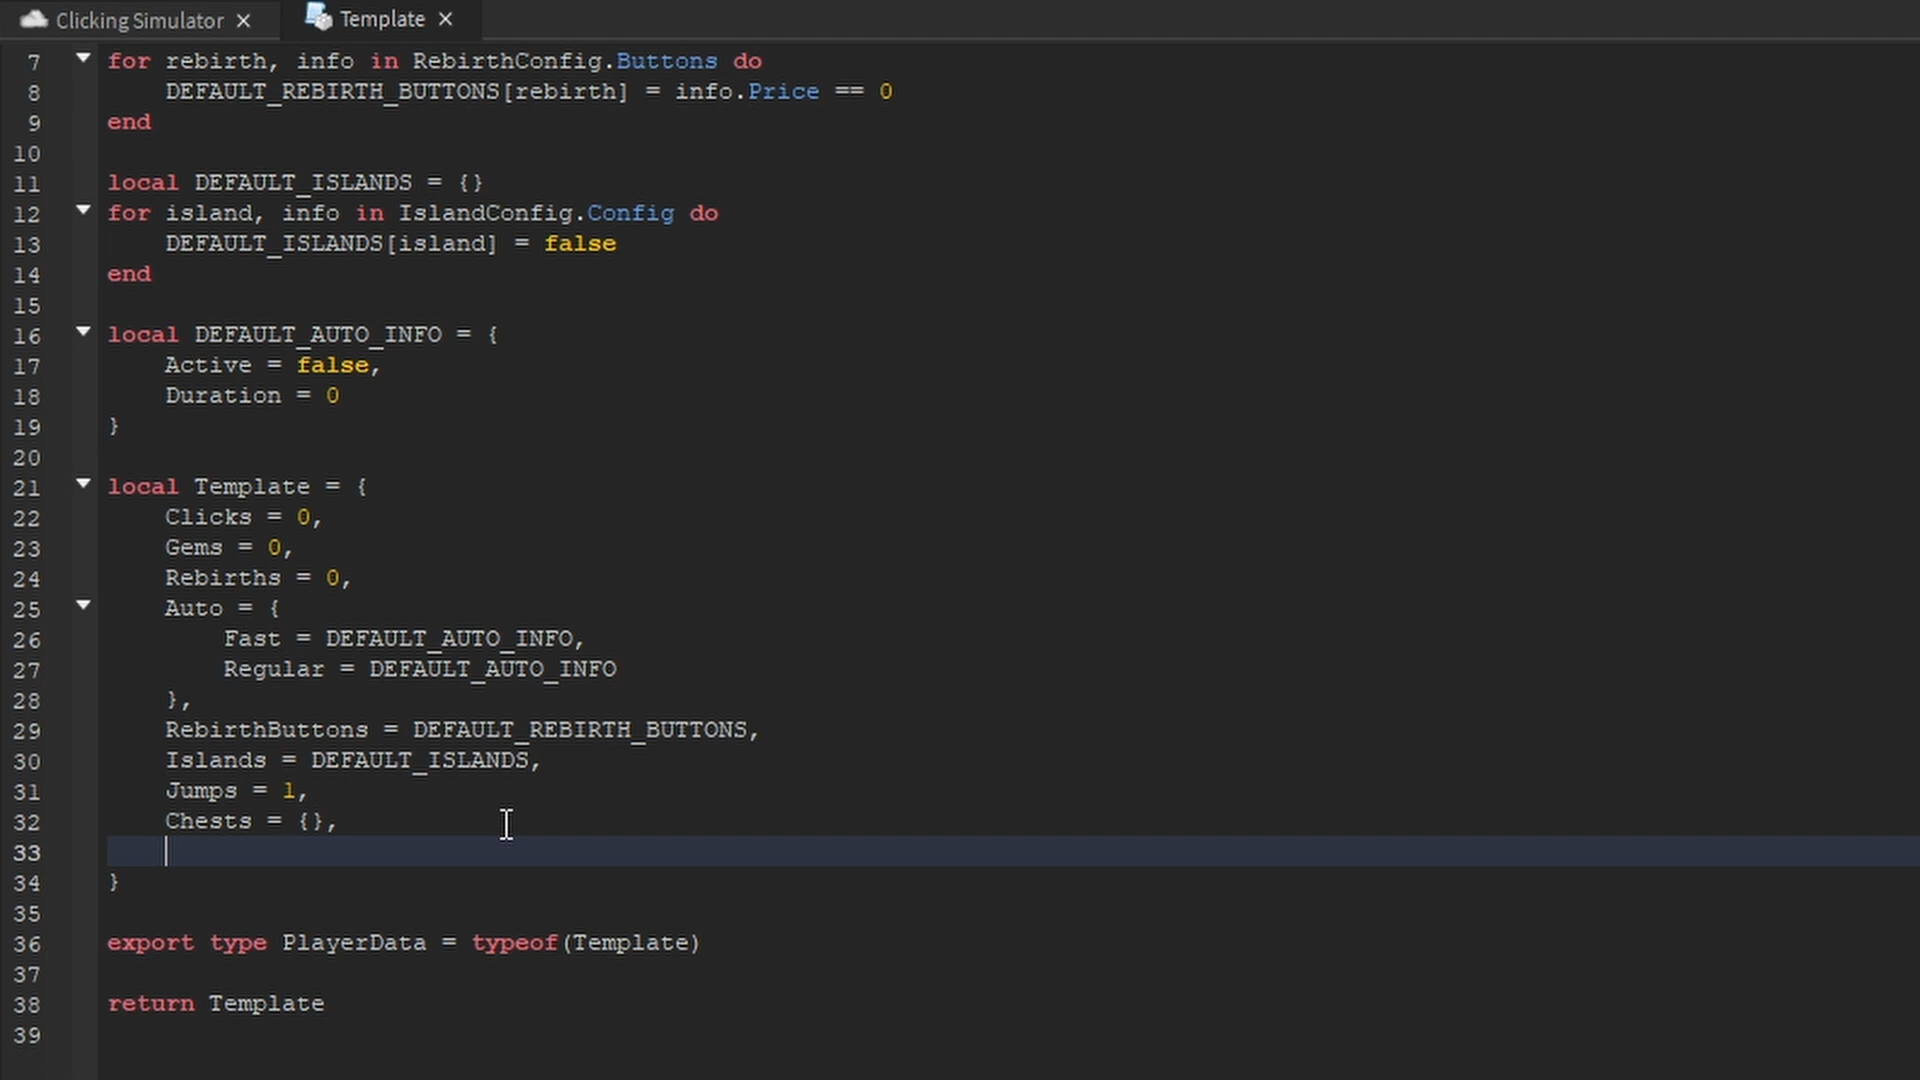 Clicking Simulator ×  Template ×
7 for rebirth, info in RebirthConfig.Buttons do
8     DEFAULT_REBIRTH_BUTTONS[rebirth] = info.Price == 0
9 end
10
11 local DEFAULT_ISLANDS = {}
12 for island, info in IslandConfig.Config do
13     DEFAULT_ISLANDS[island] = false
14 end
15
16 local DEFAULT_AUTO_INFO = {
17     Active = false,
18     Duration = 0
19 }
20
21 local Template = {
22     Clicks = 0,
23     Gems = 0,
24     Rebirths = 0,
25     Auto = {
26         Fast = DEFAULT_AUTO_INFO,
27         Regular = DEFAULT_AUTO_INFO
28     },
29     RebirthButtons = DEFAULT_REBIRTH_BUTTONS,
30     Islands = DEFAULT_ISLANDS,
31     Jumps = 1,
32     Chests = {},
33
34 }
35
36 export type PlayerData = typeof(Template)
37
38 return Template
39